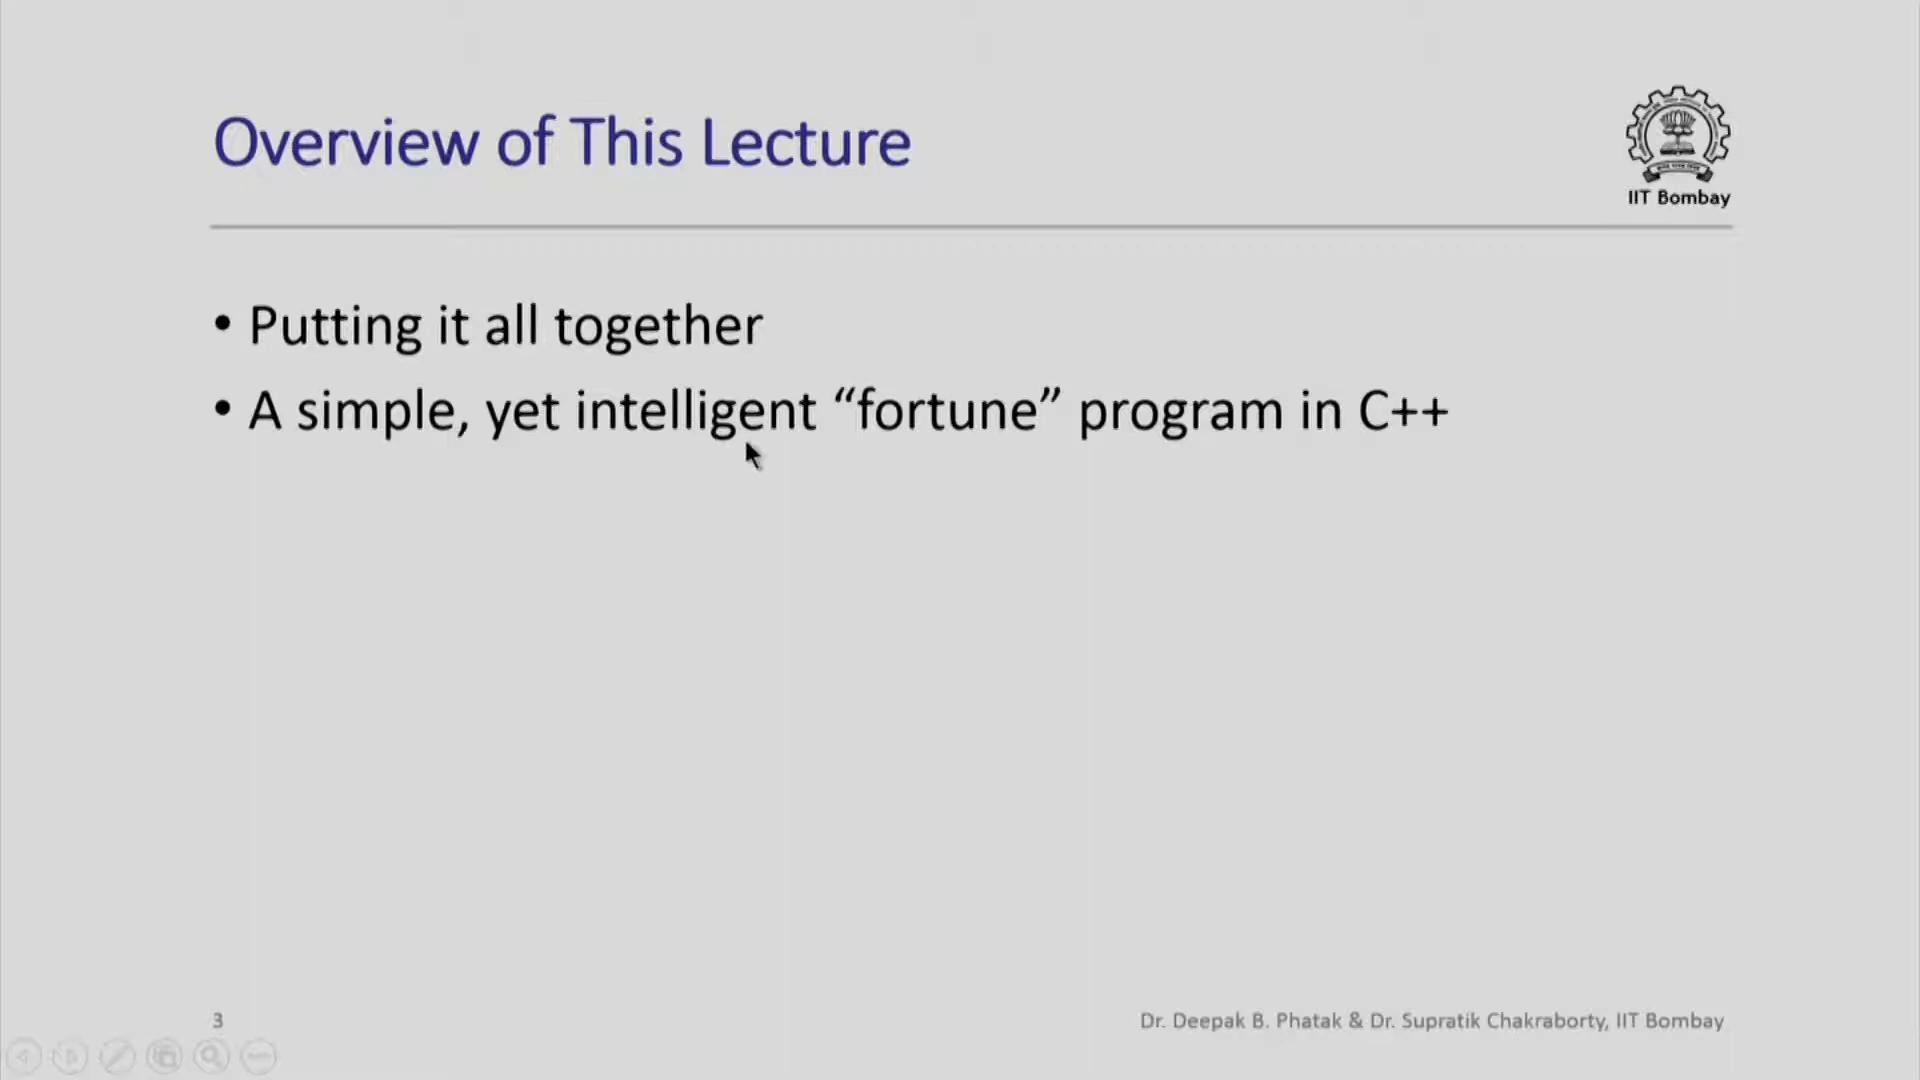 Overview of This Lecture
IIT Bombay
• Putting it all together
• A simple, yet intelligent “fortune” program in C++
3
Dr. Deepak B. Phatak & Dr. Supratik Chakraborty, IIT Bombay